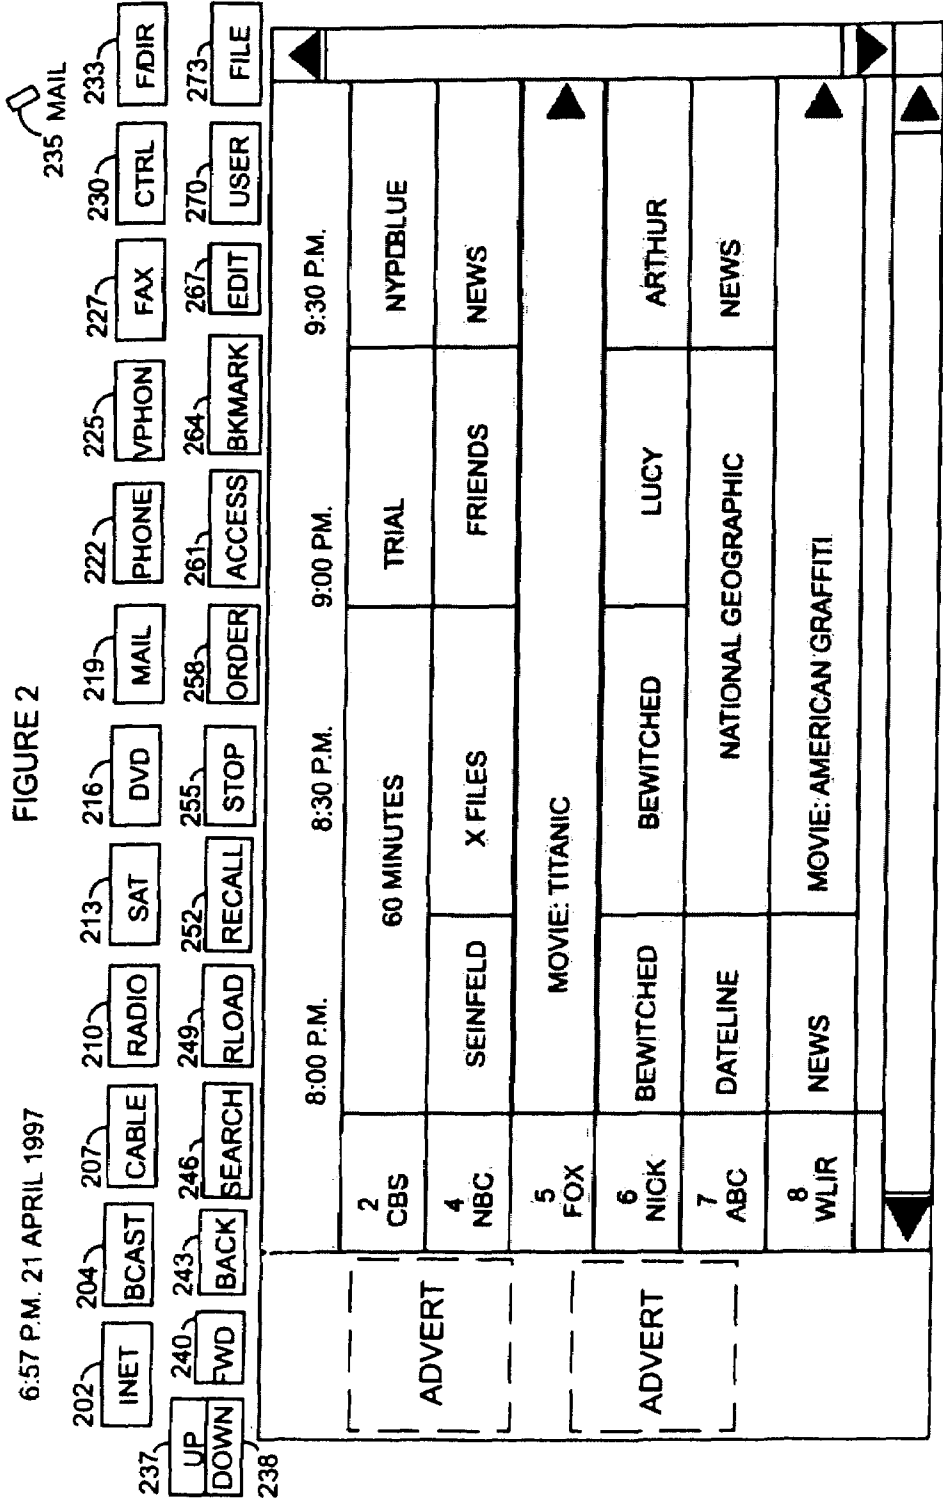 FIGURE 2
6:57 P.M. 21 APRIL 1997
235 MAIL
202 204 207 210 213 216 219 222 225 227 230 233
INET BCAST CABLE RADIO SAT DVD MAIL PHONE VPHON FAX CTRL F/DIR
237 240 243 246 249 252 255 258 261 264 267 270 273
UP
DOWN FWD BACK SEARCH RLOAD RECALL STOP ORDER ACCESS BKMARK EDIT USER FILE
238
8:00 P.M. 8:30 P.M. 9:00 PM. 9:30 P.M.
2
CBS 60 MINUTES TRIAL NYPDBLUE
4
NBC SEINFELD X FILES FRIENDS NEWS
5
FOX MOVIE: TITANIC
6
NICK BEWITCHED BEWITCHED LUCY ARTHUR
7
ABC DATELINE NATIONAL GEOGRAPHIC NEWS
8
WLIR NEWS MOVIE: AMERICAN GRAFFITI
ADVERT
ADVERT